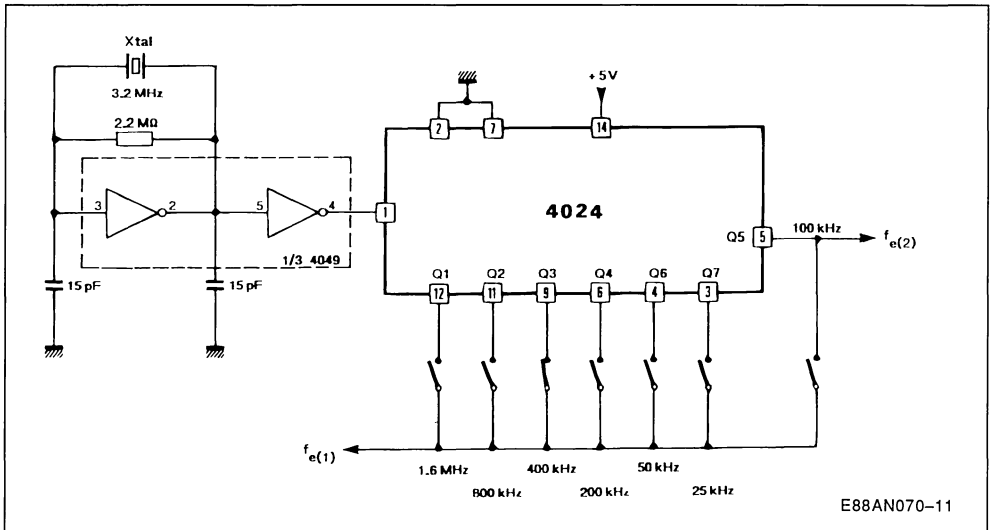 Xtal
3.2 MHz
2.2 MΩ
+5V
2 7 14
3 2 5 4 1
4024
1/3 4049
Q5 5 100 kHz fe(2)
15 pF 15 pF
Q1 Q2 Q3 Q4 Q6 Q7
12 11 9 6 4 3
fe(1)
1.6 MHz 400 kHz 50 kHz
800 kHz 200 kHz 25 kHz
E88AN070-11